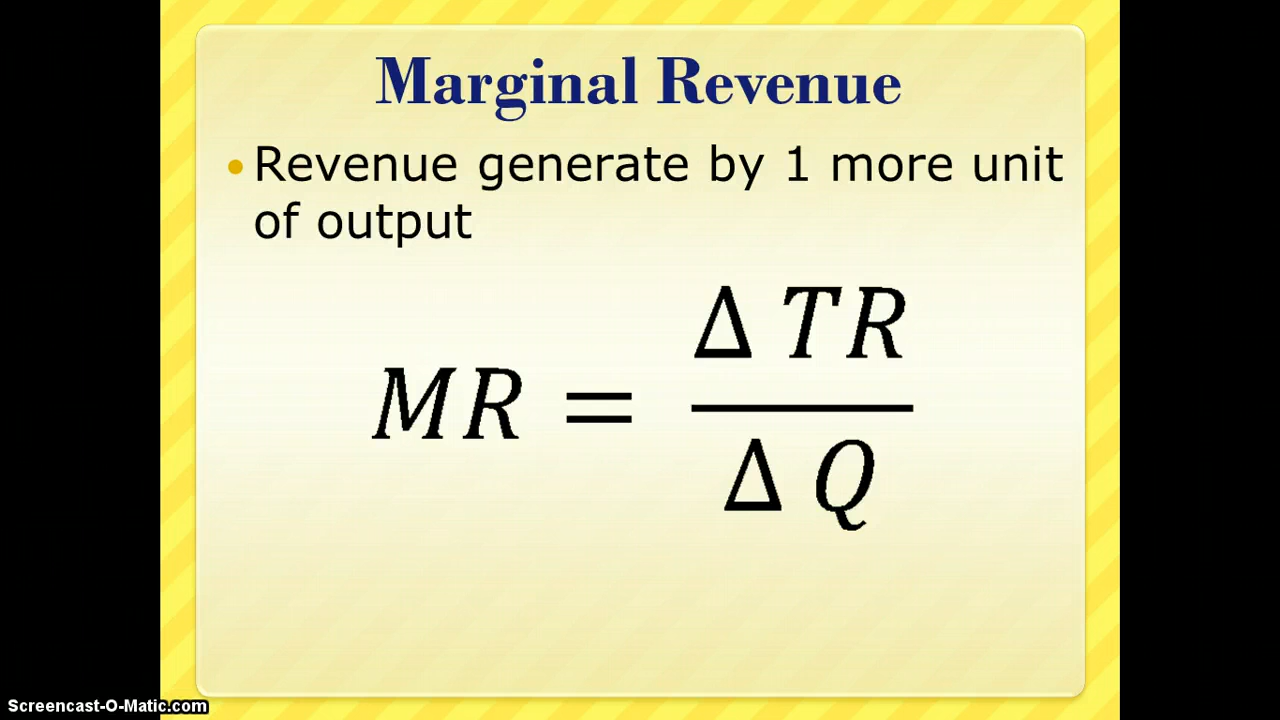 Marginal Revenue
• Revenue generate by 1 more unit
of output
MR = Δ TR / Δ Q
Screencast-O-Matic.com